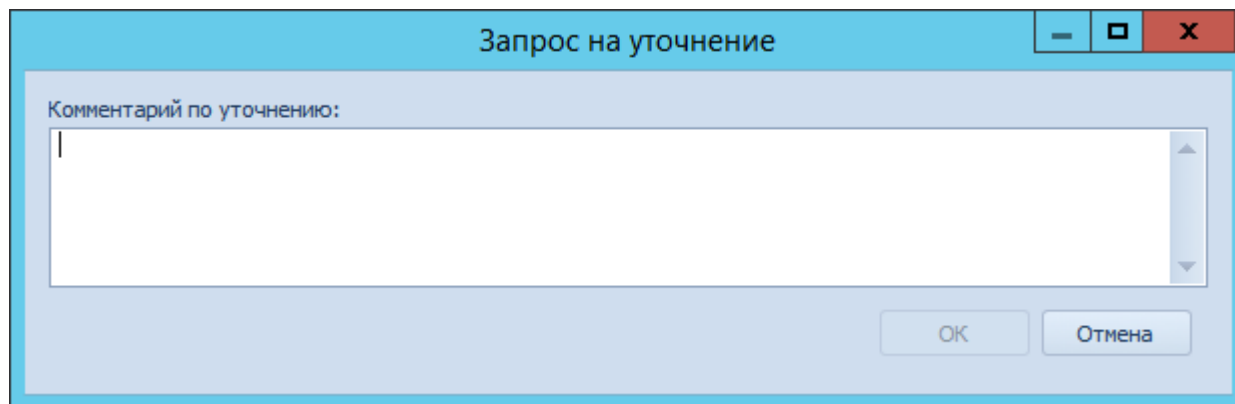 Запрос на уточнение
Комментарий по уточнению:
ОК
Отмена